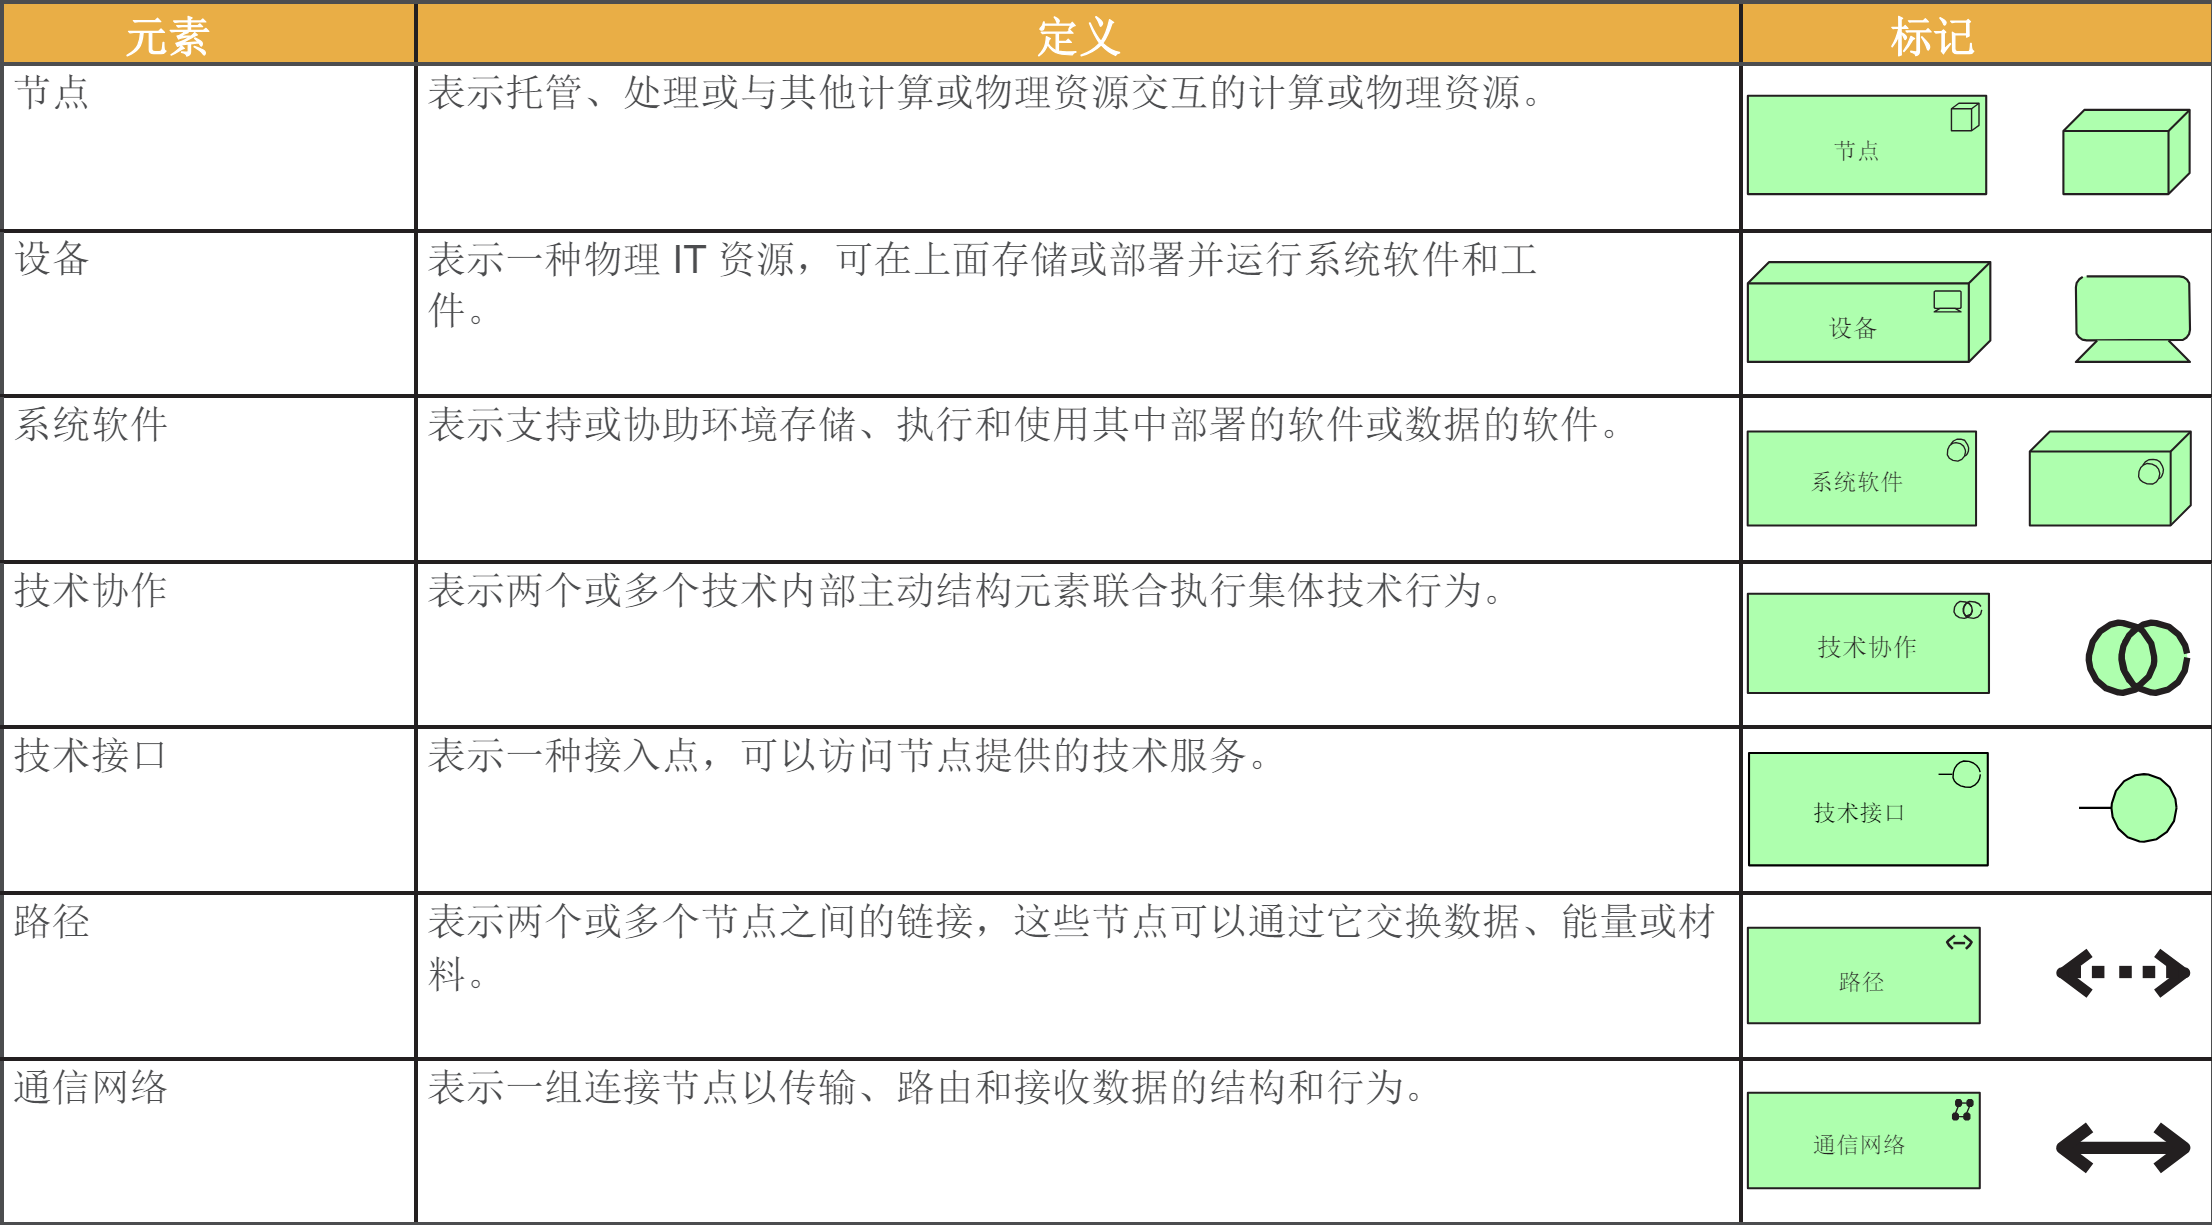 元素 定义 标记
节点 表示托管、处理或与其他计算或物理资源交互的计算或物理资源。
节点
设备 表示一种物理 IT 资源，可在上面存储或部署并运行系统软件和工
件。
设备
系统软件 表示支持或协助环境存储、执行和使用其中部署的软件或数据的软件。
系统软件
技术协作 表示两个或多个技术内部主动结构元素联合执行集体技术行为。
技术协作
技术接口 表示一种接入点，可以访问节点提供的技术服务。
技术接口
路径 表示两个或多个节点之间的链接，这些节点可以通过它交换数据、能量或材
料。
路径
通信网络 表示一组连接节点以传输、路由和接收数据的结构和行为。
通信网络